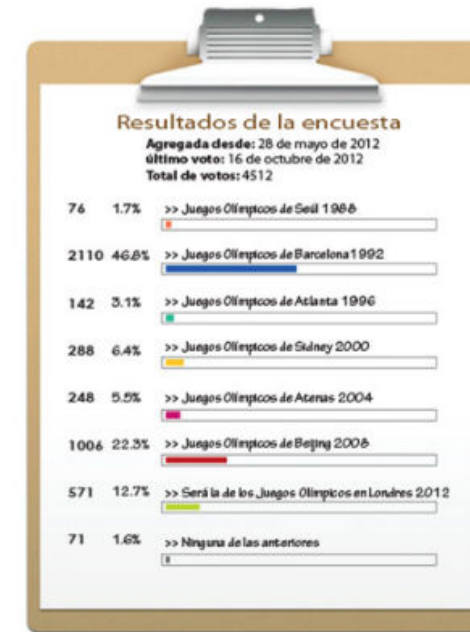 Resultados de la encuesta
Agregada desde: 28 de mayo de 2012
último voto: 16 de octubre de 2012
Total de votos: 4512
76 1.7% >> Juegos Olímpicos de Seúl 1988
2110 46.8% >> Juegos Olímpicos de Barcelona 1992
142 3.1% >> Juegos Olímpicos de Atlanta 1996
288 6.4% >> Juegos Olímpicos de Sidney 2000
248 5.5% >> Juegos Olímpicos de Atenas 2004
1006 22.3% >> Juegos Olímpicos de Beijing 2008
571 12.7% >> Será la de los Juegos Olímpicos en Londres 2012
71 1.6% >> Ninguna de las anteriores